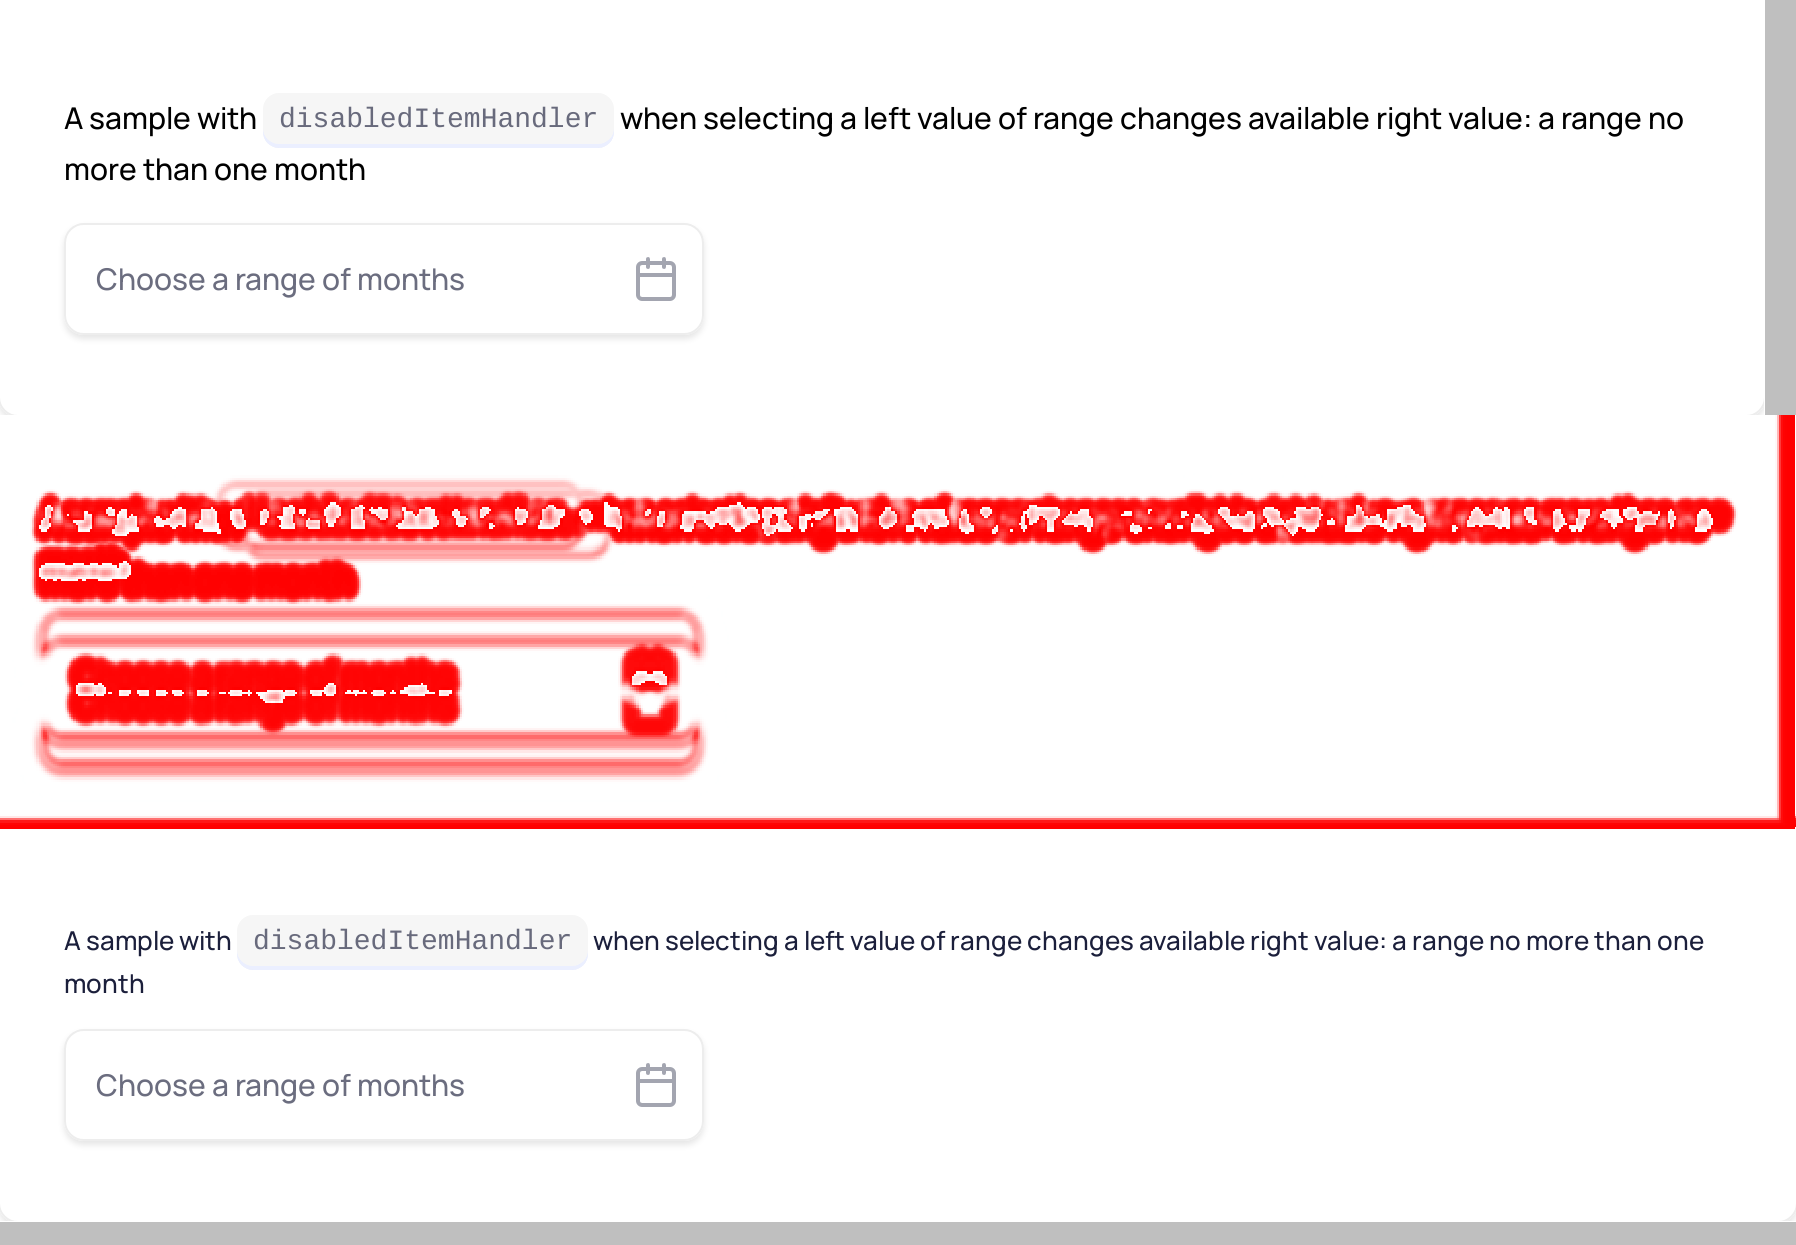 A sample with disabledItemHandler when selecting a left value of range changes available right value: a range no
more than one month
Choose a range of months
A sample with disabledItemHandler when selecting a left value of range changes available right value: a range no more than one
month
Choose a range of months